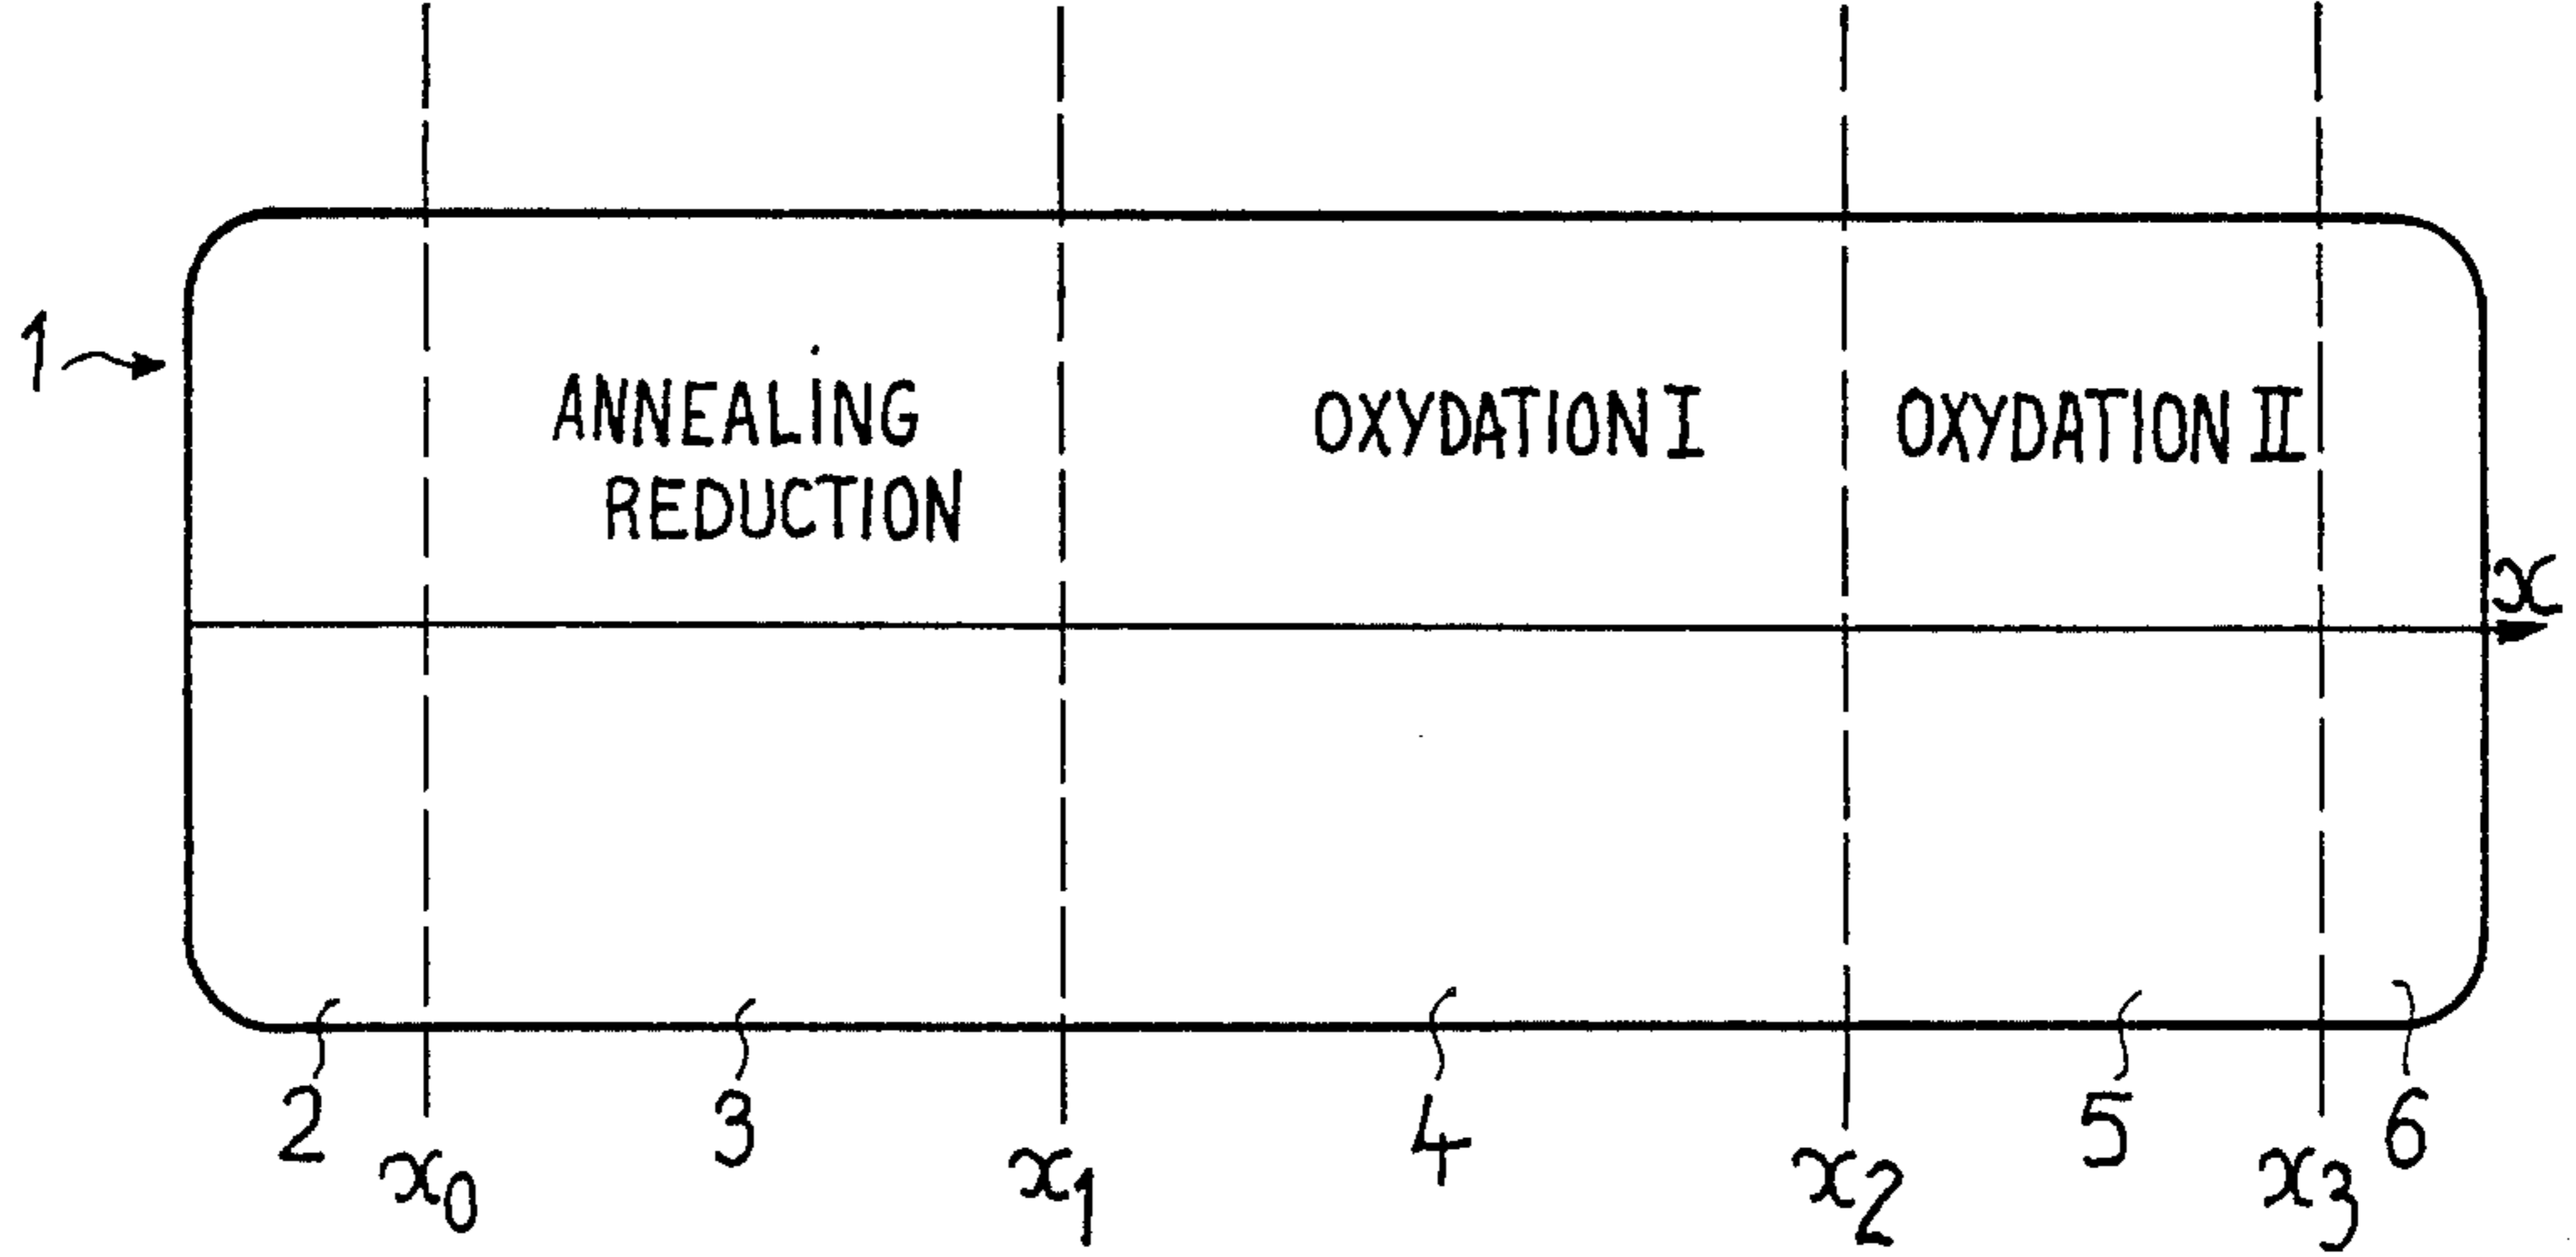 1
ANNEALING
REDUCTION
OXYDATION I
OXYDATION II
x
2
3
4
5
6
x0
x1
x2
x3